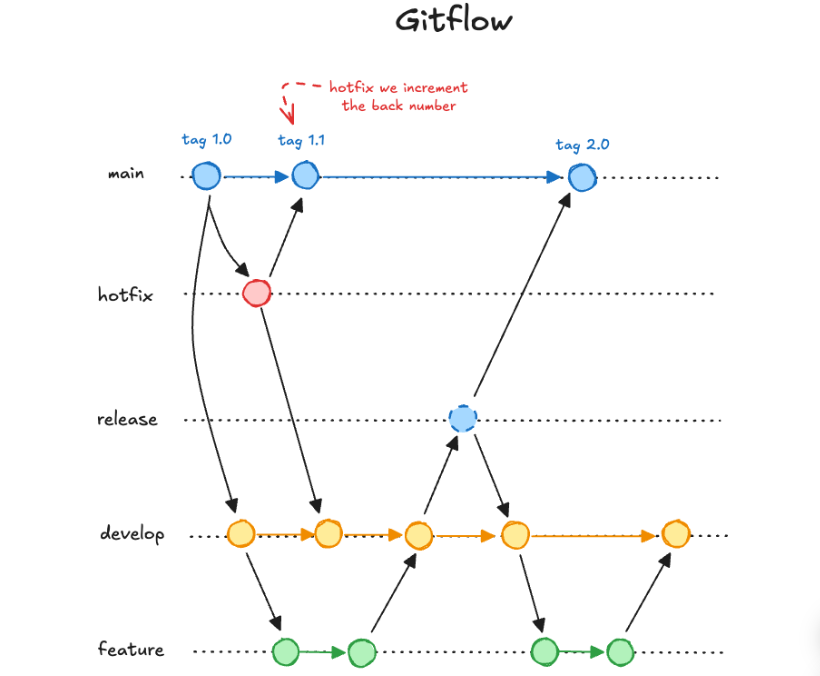 Gitflow
hotfix we increment
the back number
tag 1.0
tag 1.1
tag 2.0
main
hotfix
release
develop
feature